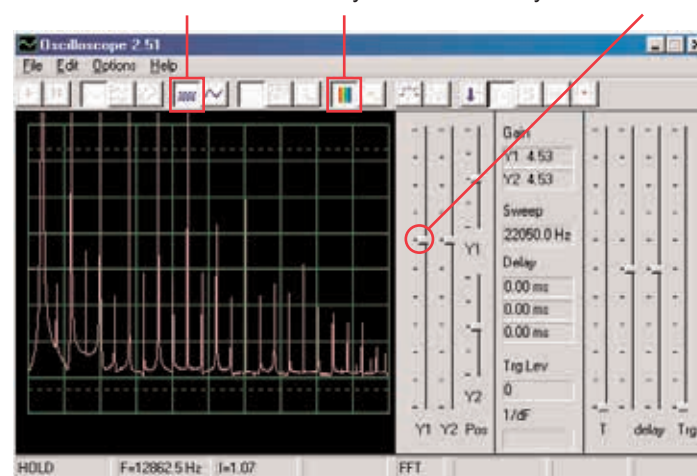 Oscilloscope 2.51
File Edit Options Help
Gain
Y1 4.53
Y2 4.53
Sweep
22050.0 Hz
Delay
0.00 ms
0.00 ms
0.00 ms
Trg Lev
0
1/dF
Y1
Y2
Y1 Y2 Pos
T delay Trg
HOLD F=12862.5 Hz I=1.07 FFT